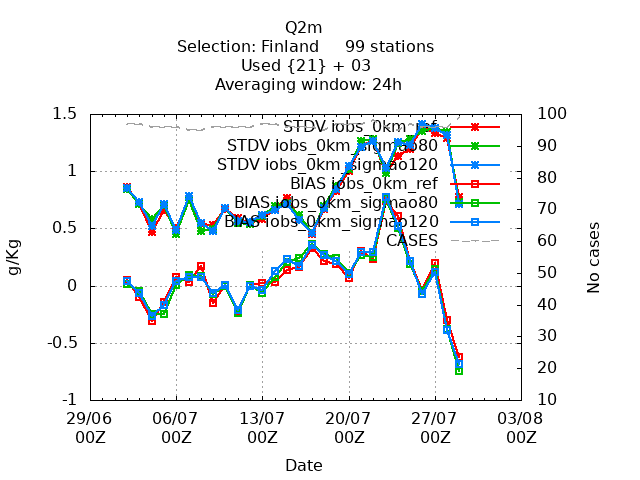 Q2m
Selection: Finland 99 stations
Used {21} + 03
Averaging window: 24h
1.5
1
0.5
0
-0.5
-1
g/Kg
100
90
80
70
60
50
40
30
20
10
No cases
STDV iobs_0km_ref
STDV iobs_0km_sigmao80
STDV iobs_0km_sigmao120
BIAS iobs_0km_ref
BIAS iobs_0km_sigmao80
BIAS iobs_0km_sigmao120
CASES
29/06 06/07 13/07 20/07 27/07 03/08
00Z 00Z 00Z 00Z 00Z 00Z
Date